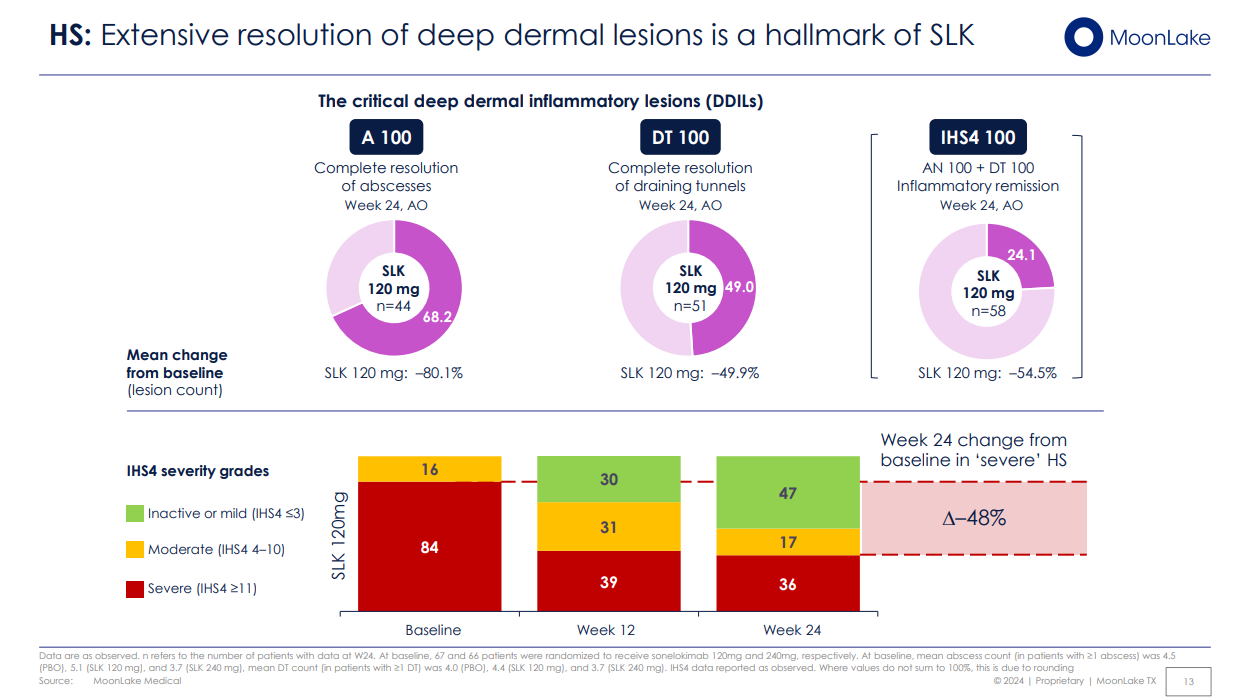 HS: Extensive resolution of deep dermal lesions is a hallmark of SLK
MoonLake
The critical deep dermal inflammatory lesions (DDILs)
A 100
Complete resolution
of abscesses
Week 24, AO
SLK
120 mg
n=44
68.2
SLK 120 mg: –80.1%
DT 100
Complete resolution
of draining tunnels
Week 24, AO
SLK
120 mg
n=51
49.0
SLK 120 mg: –49.9%
IHS4 100
AN 100 + DT 100
Inflammatory remission
Week 24, AO
SLK
120 mg
n=58
24.1
SLK 120 mg: –54.5%
Mean change
from baseline
(lesion count)
IHS4 severity grades
Inactive or mild (IHS4 ≤3)
Moderate (IHS4 4–10)
Severe (IHS4 ≥11)
SLK 120mg
16
84
Baseline
30
31
39
Week 12
47
17
36
Week 24
Week 24 change from
baseline in ‘severe’ HS
Δ–48%
Data are as observed. n refers to the number of patients with data at W24. At baseline, 67 and 66 patients were randomized to receive sonelokimab 120mg and 240mg, respectively. At baseline, mean abscess count (in patients with ≥1 abscess) was 4.5
(PBO), 5.1 (SLK 120 mg), and 3.7 (SLK 240 mg), mean DT count (in patients with ≥1 DT) was 4.0 (PBO), 4.4 (SLK 120 mg), and 3.7 (SLK 240 mg). IHS4 data reported as observed. Where values do not sum to 100%, this is due to rounding
Source: MoonLake Medical
© 2024 | Proprietary | MoonLake TX
13